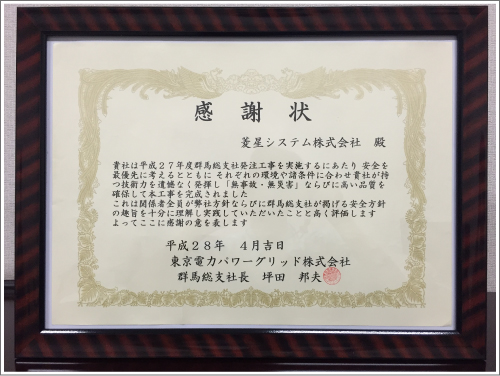 感謝状
菱星システム株式会社 殿
貴社は平成27年度群馬総支社発注工事を実施するにあたり 安全を
最優先に考えるとともに それぞれの環境や諸条件に合わせ貴社が持
つ技術力を遺憾なく発揮し「無事故・無災害」ならびに高い品質を
確保して本工事を完成されました
これは関係者全員が弊社方針ならびに群馬総支社が掲げる安全方針
の趣旨を十分に理解し実践していただいたことと高く評価します
よってここに感謝の意を表します
平成28年 4月吉日
東京電力パワーグリッド株式会社
群馬総支社長 坪田 邦夫